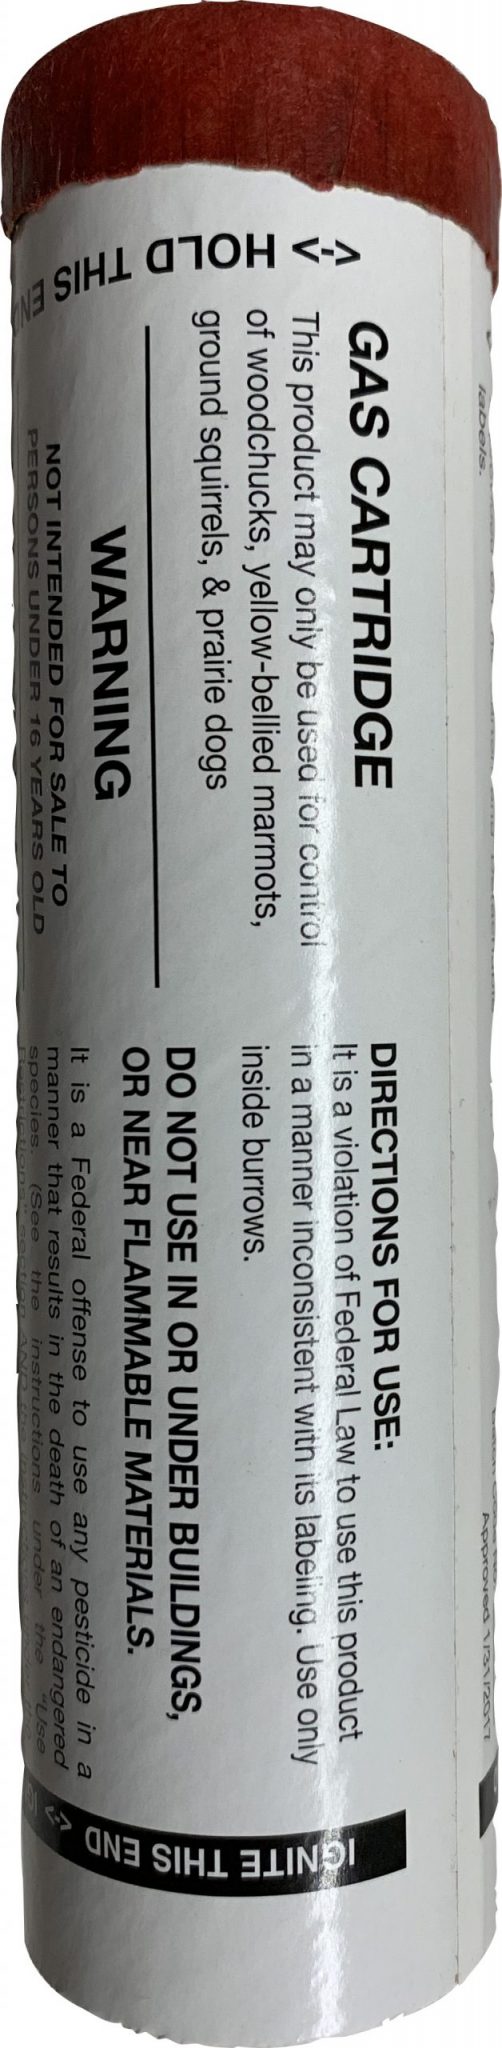 HOLD THIS END
GAS CARTRIDGE
This product may only be used for control
of woodchucks, yellow-bellied marmots,
ground squirrels, & prairie dogs
WARNING
NOT INTENDED FOR SALE TO
PERSONS UNDER 16 YEARS OLD
DIRECTIONS FOR USE:
It is a violation of Federal Law to use this product
in a manner inconsistent with its labeling. Use only
inside burrows.
DO NOT USE IN OR UNDER BUILDINGS,
OR NEAR FLAMMABLE MATERIALS.
It is a Federal offense to use any pesticide in a
manner that results in the death of an endangered
species. (See the instructions under the "Use
IGNITE THIS END
labels.
Approved 1/31/2017